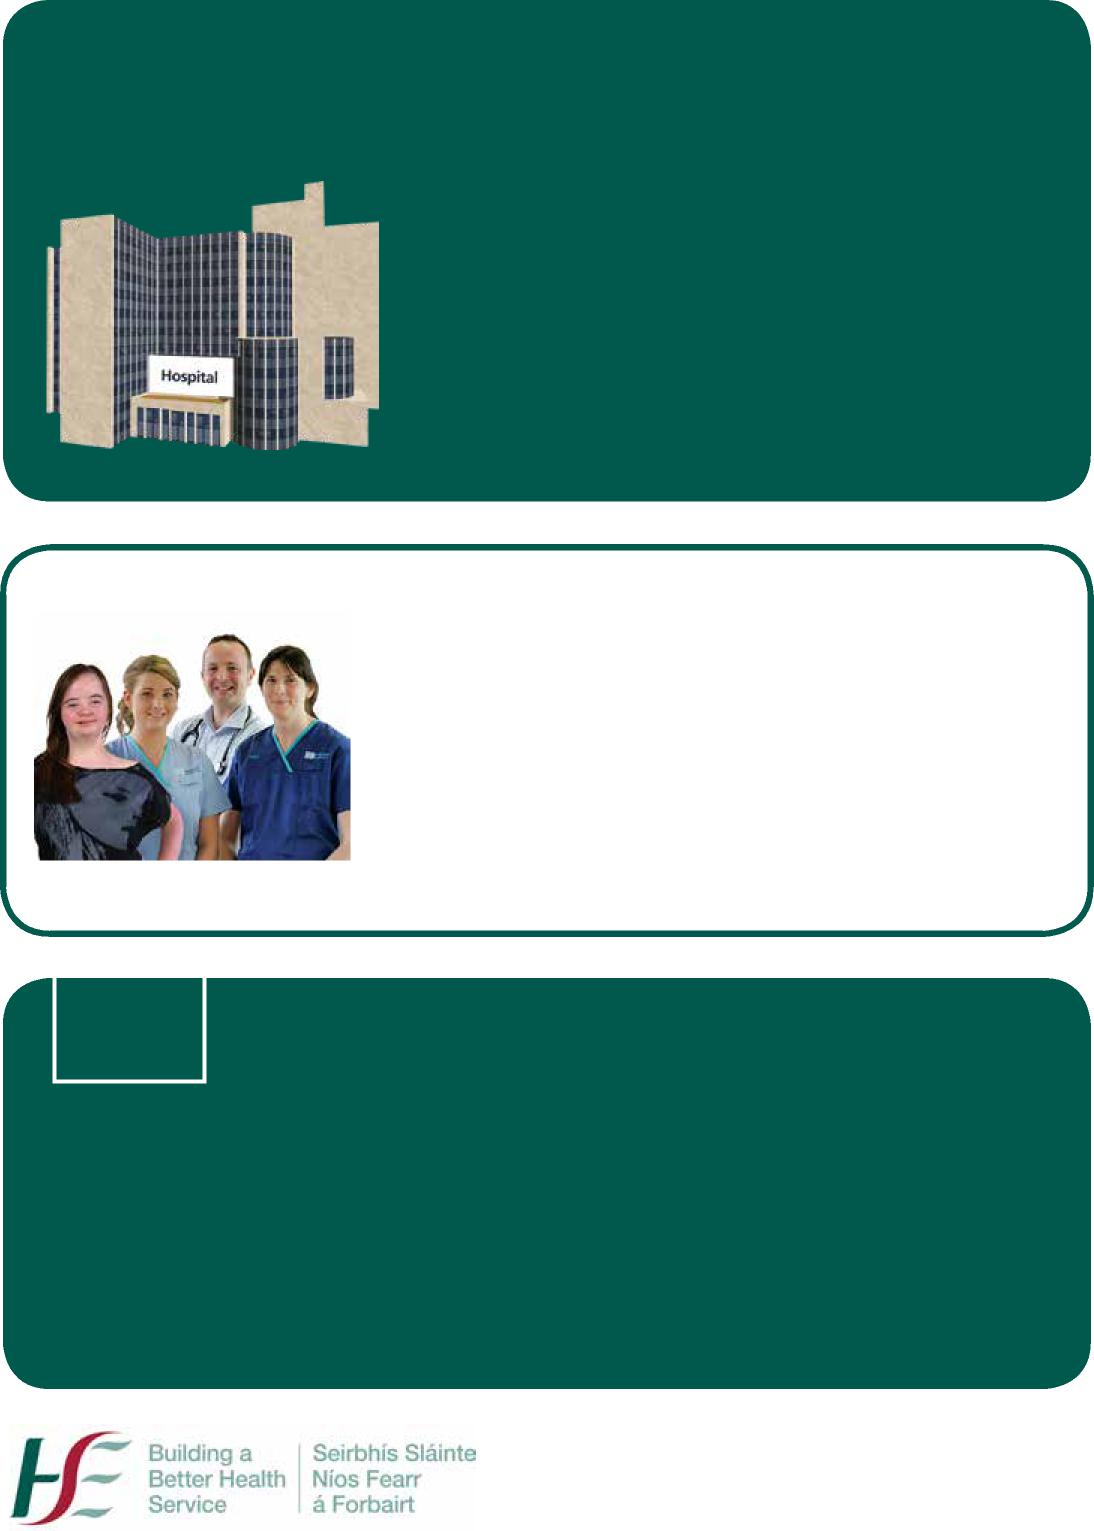 Hospital
Building a
Better Health
Service
Seirbhís Sláinte
Níos Fearr
á Forbairt